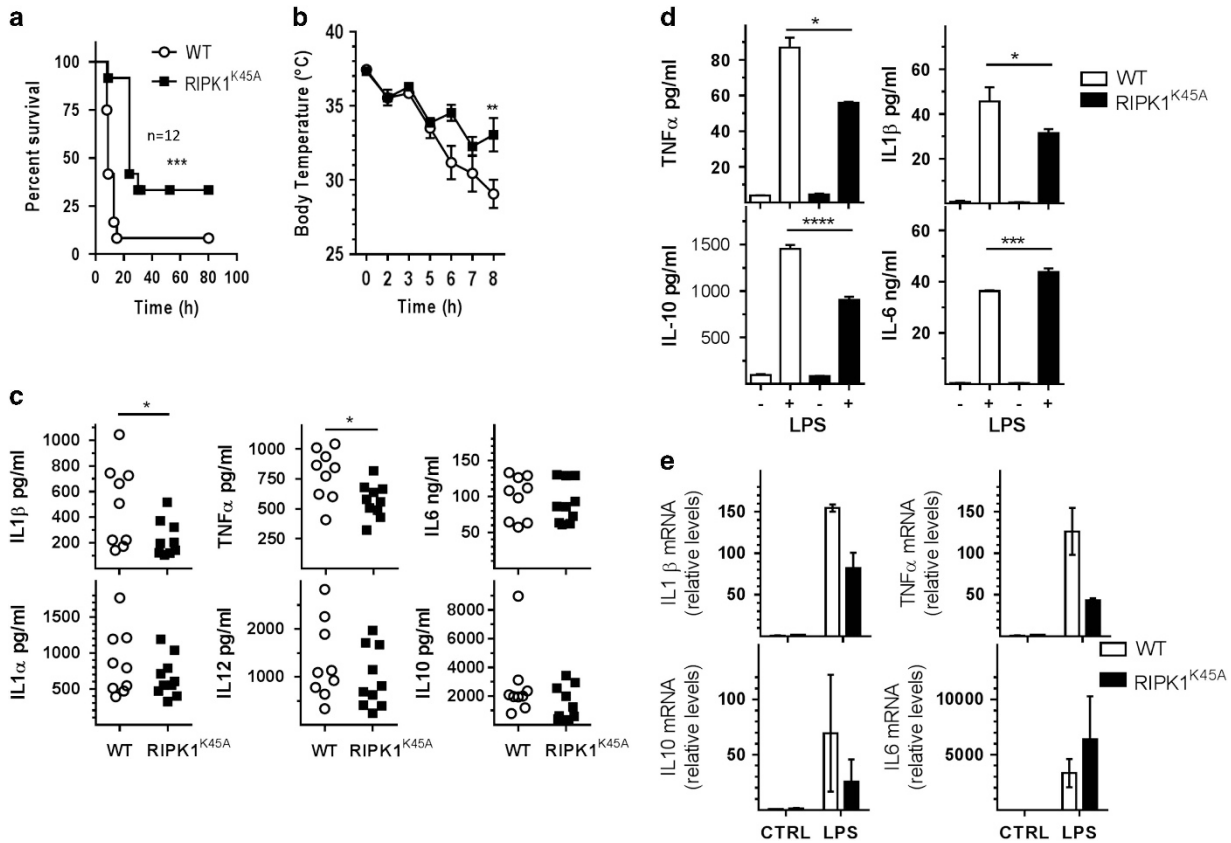 a
WT
RIPK1K45A
Percent survival
100
75
50
25
0
n=12
***
0 20 40 60 80 100
Time (h)
b
Body Temperature (°C)
40
36
32
29
25
**
0 2 3 5 6 7 8
Time (h)
c
IL1β pg/ml
1000
800
600
400
200
*
TNFα pg/ml
1000
750
500
250
*
IL6 ng/ml
150
100
50
IL1α pg/ml
1500
1000
500
WT RIPK1K45A
IL12 pg/ml
2000
1000
WT RIPK1K45A
IL10 pg/ml
10000
8000
6000
4000
2000
WT RIPK1K45A
d
TNFα pg/ml
80
60
40
20
0
*
IL1β pg/ml
60
40
20
0
*
WT
RIPK1K45A
IL-10 pg/ml
1500
1000
500
****
- + - +
LPS
IL-6 ng/ml
60
40
20
0
***
- + - +
LPS
e
IL1 β mRNA
(relative levels)
150
100
50
TNFα mRNA
(relative levels)
150
100
50
WT
RIPK1K45A
IL10 mRNA
(relative levels)
100
50
CTRL LPS
IL6 mRNA
(relative levels)
10000
5000
CTRL LPS